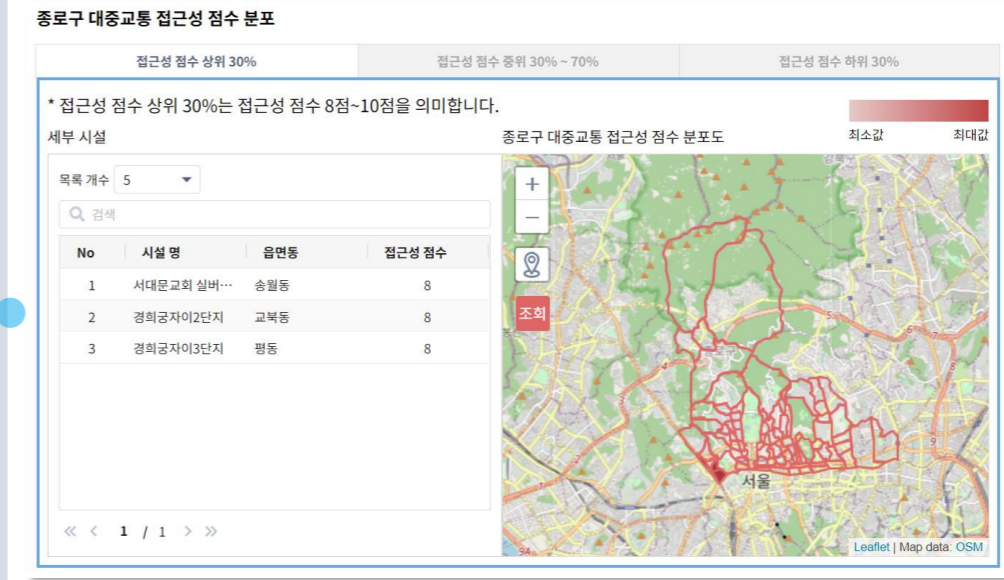 종로구 대중교통 접근성 점수 분포
접근성 점수 상위 30%
접근성 점수 중위 30% ~ 70%
접근성 점수 하위 30%
* 접근성 점수 상위 30%는 접근성 점수 8점~10점을 의미합니다.
최소값 최대값
세부 시설
종로구 대중교통 접근성 점수 분포도
목록 개수 5
검색
No 시설 명 읍면동 접근성 점수
1 서대문교회 실버… 송월동 8
2 경희궁자이2단지 교북동 8
3 경희궁자이3단지 평동 8
« < 1 / 1 > »
+
−
조회
종로구
서울
Leaflet | Map data: OSM